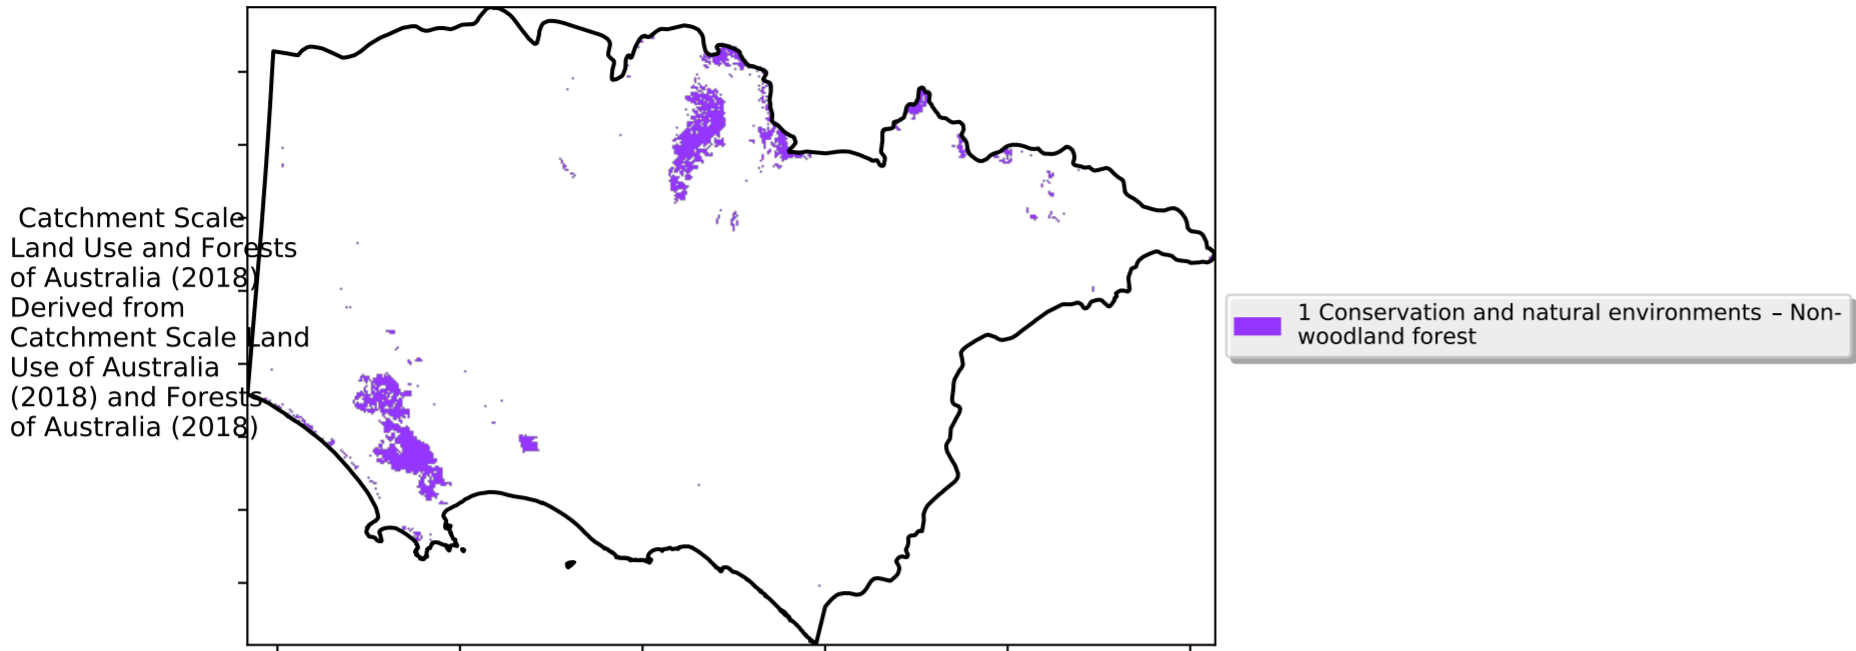 Catchment Scale
Land Use and Forests
of Australia (2018)
Derived from
Catchment Scale Land
Use of Australia
(2018) and Forests
of Australia (2018)
1 Conservation and natural environments – Non-
woodland forest